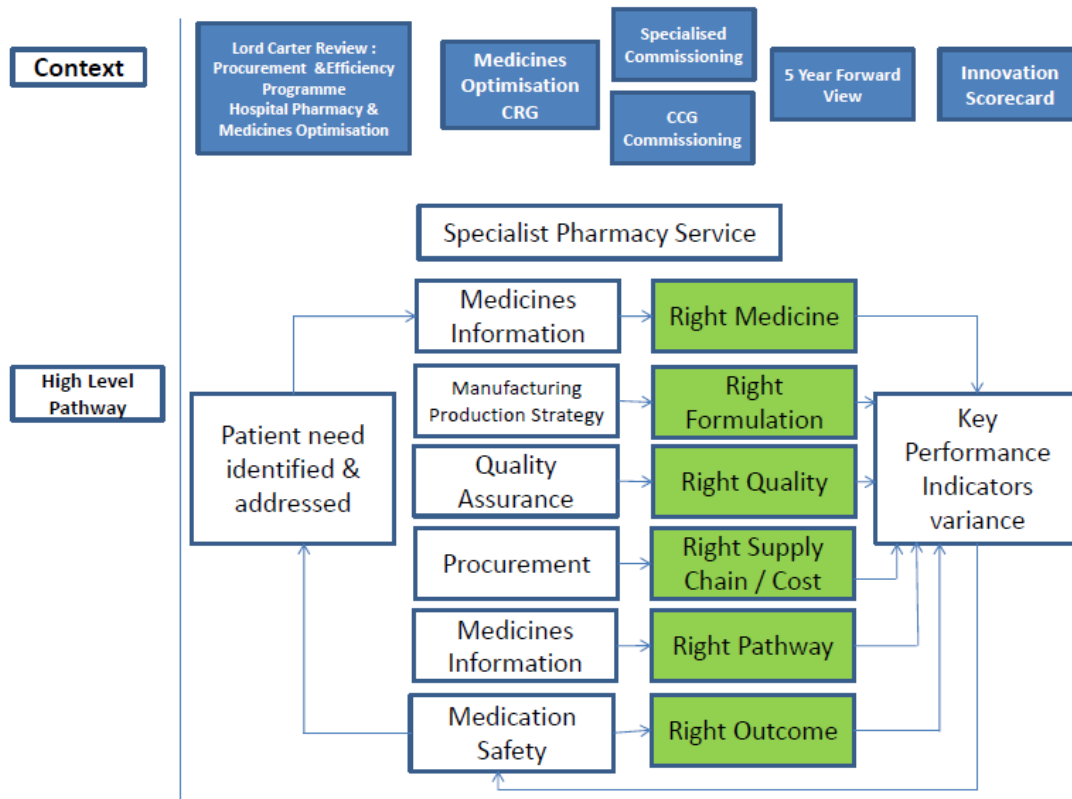 Context
Lord Carter Review :
Procurement &Efficiency
Programme
Hospital Pharmacy &
Medicines Optimisation
Medicines
Optimisation
CRG
Specialised
Commissioning
CCG
Commissioning
5 Year Forward
View
Innovation
Scorecard
Specialist Pharmacy Service
High Level
Pathway
Patient need
identified &
addressed
Medicines
Information
Right Medicine
Manufacturing
Production Strategy
Right
Formulation
Quality
Assurance
Right Quality
Procurement
Right Supply
Chain / Cost
Medicines
Information
Right Pathway
Medication
Safety
Right Outcome
Key
Performance
Indicators
variance